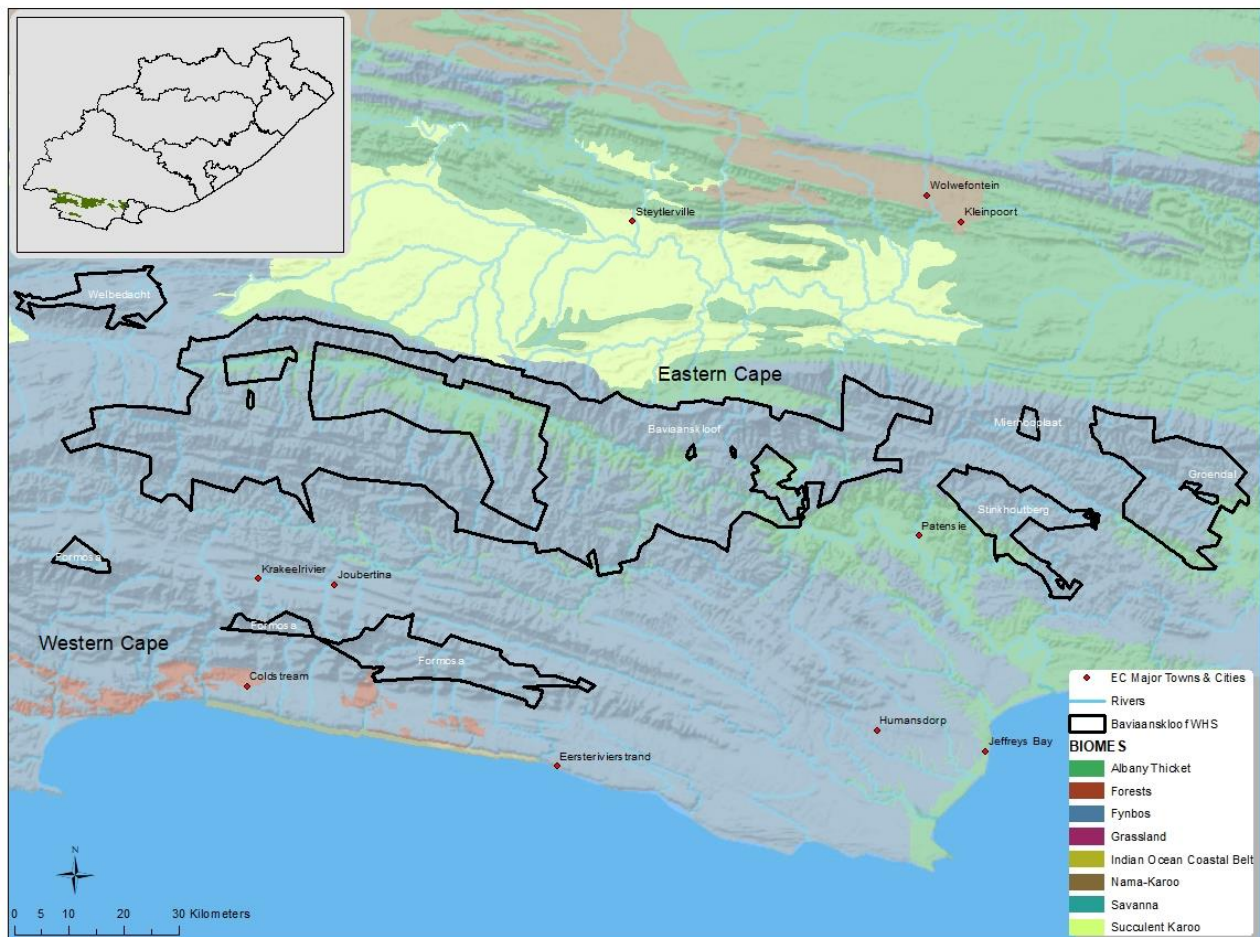 Wolwefontein
Steytlerville
Kleinpoort
Welbedacht
Eastern Cape
Baviaanskloof
Mierhoopplaat
Groendal
Stinkhoutberg
Patensie
Formosa
Krakeelrivier
Joubertina
Western Cape
Formosa
Formosa
Coldstream
Humansdorp
Jeffreys Bay
Eersterivierstrand
N
0 5 10 20 30 Kilometers
EC Major Towns & Cities
Rivers
Baviaanskloof WHS
BIOMES
Albany Thicket
Forests
Fynbos
Grassland
Indian Ocean Coastal Belt
Nama-Karoo
Savanna
Succulent Karoo